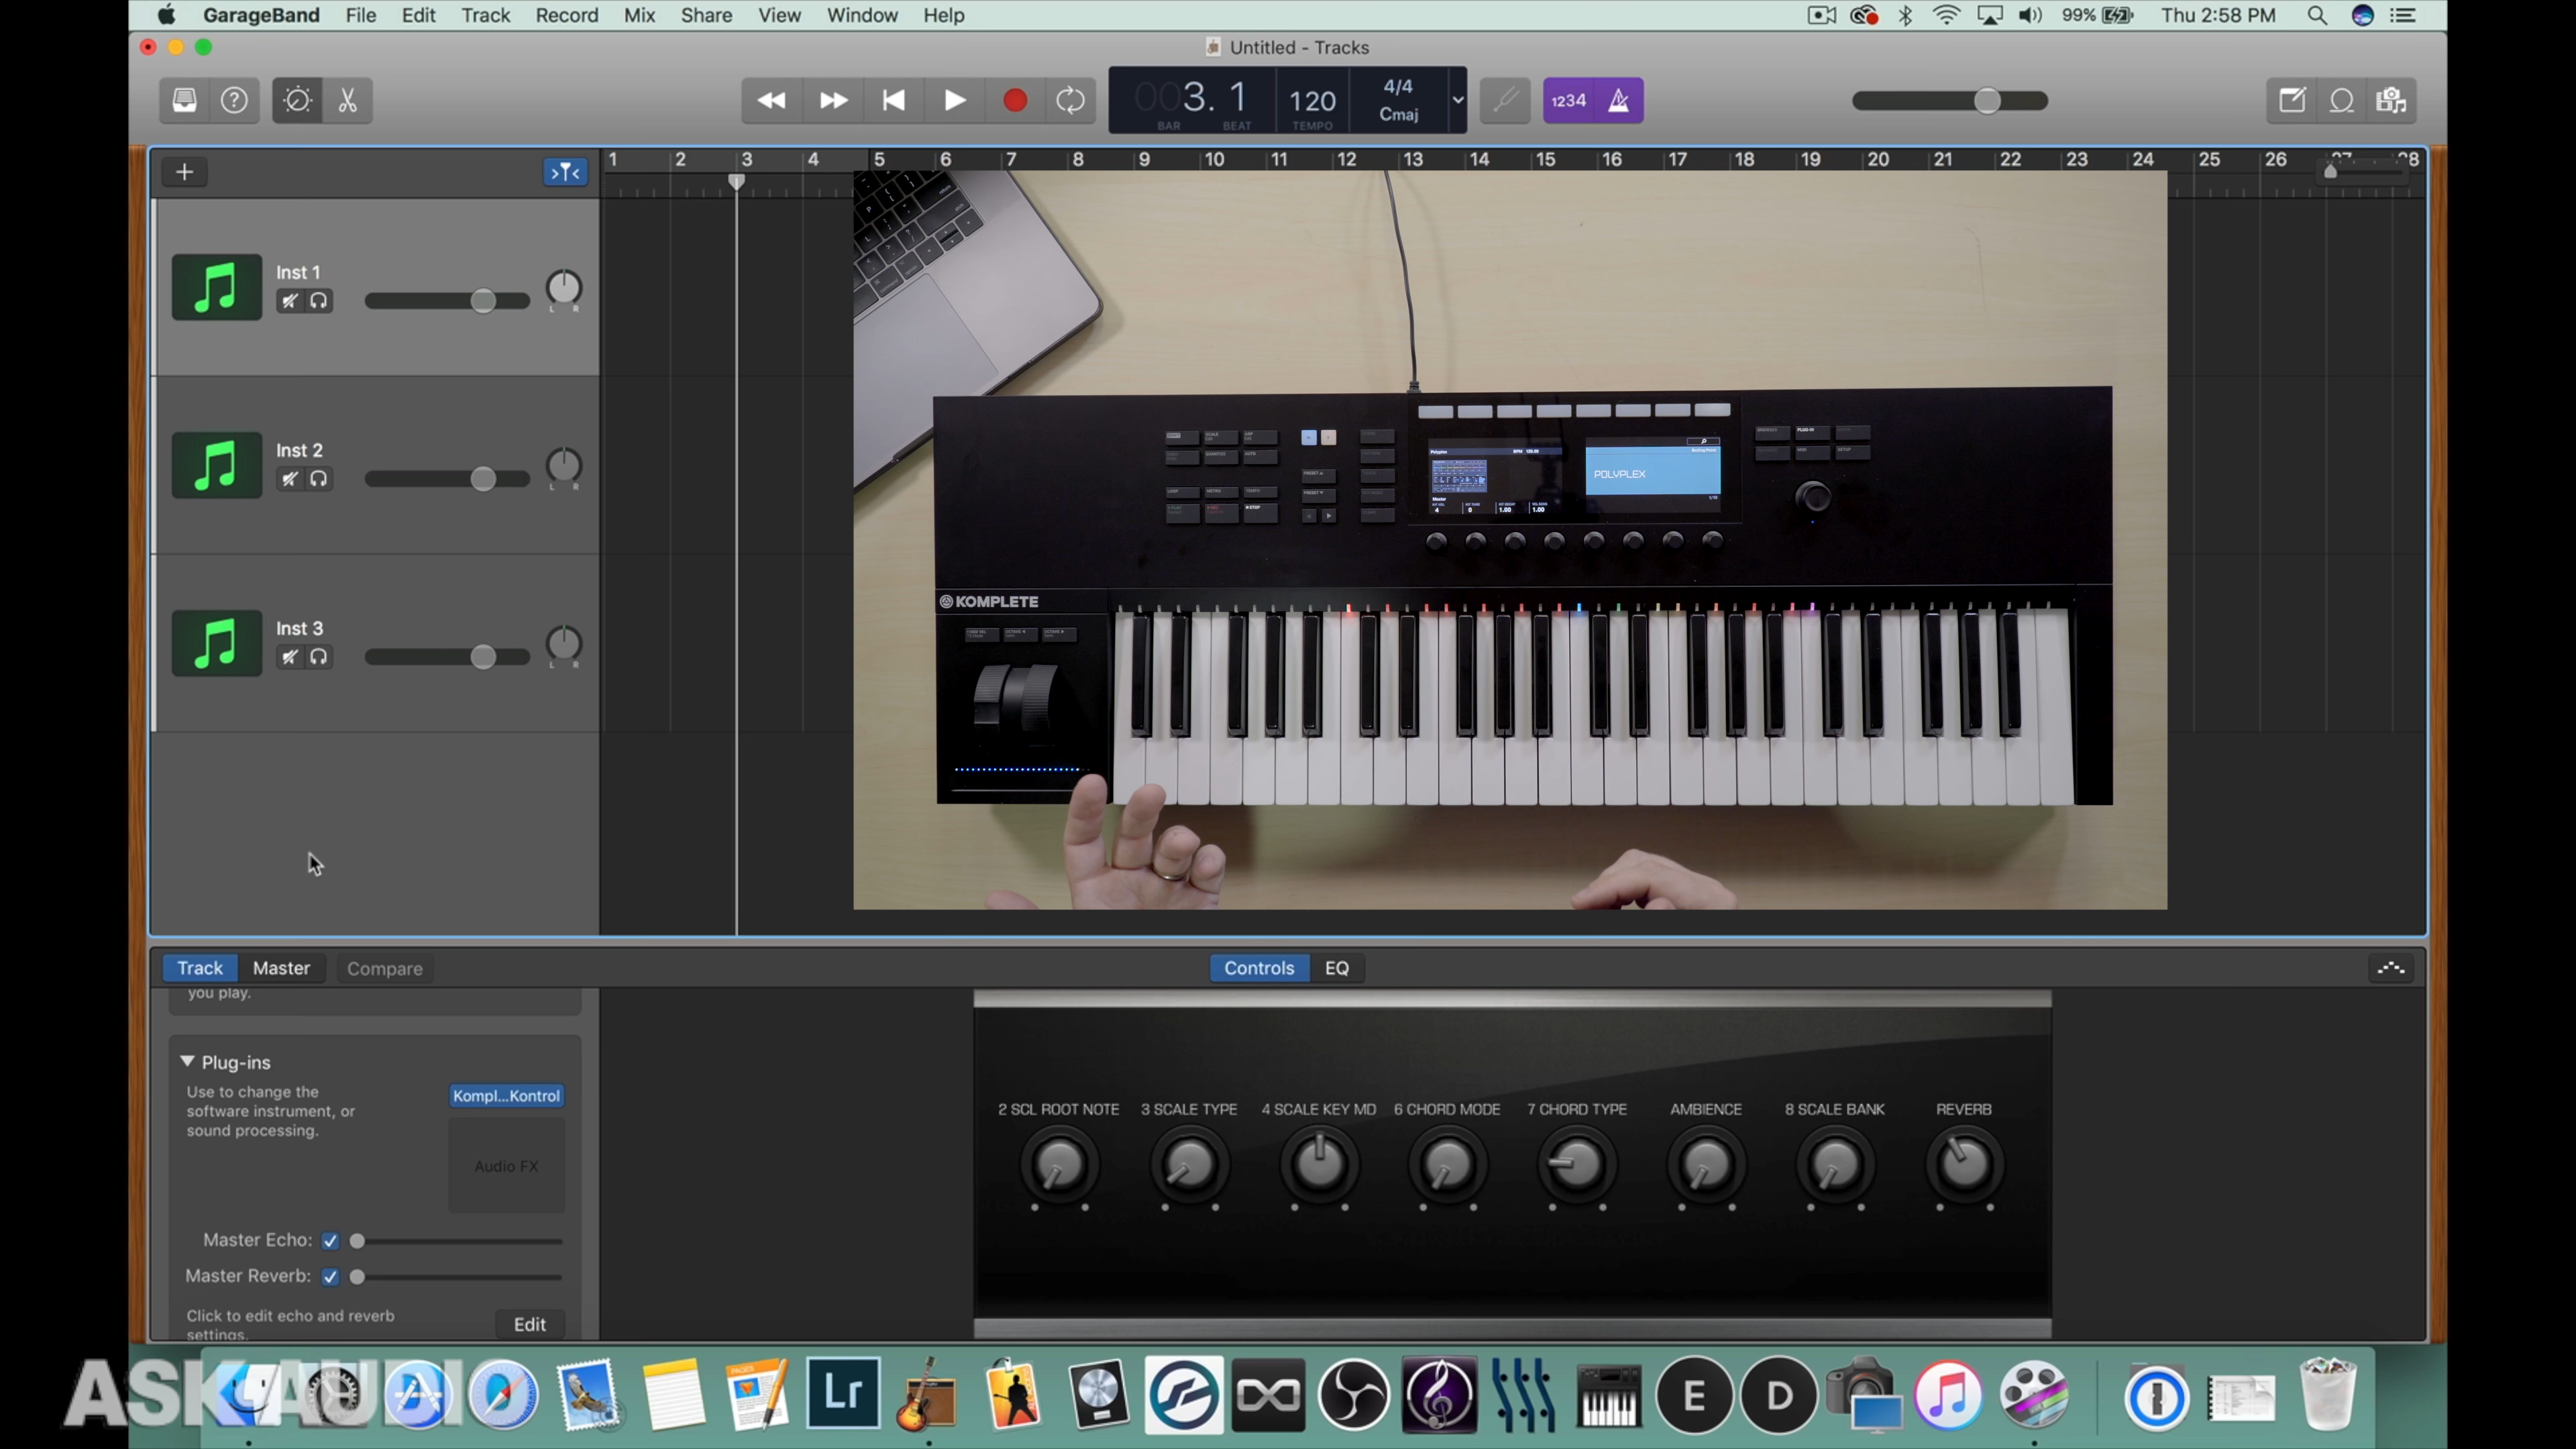 GarageBand File Edit Track Record Mix Share View Window Help
99% Thu 2:58 PM
Untitled - Tracks
003. 1 120 4/4 Cmaj
BAR BEAT TEMPO
1234
1 2 3 4 5 6 7 8 9 10 11 12 13 14 15 16 17 18 19 20 21 22 23 24 25 26
Inst 1
L R
Inst 2
L R
Inst 3
L R
POLYPLEX
KOMPLETE
Track Master Compare Controls EQ
you play.
Plug-ins
Use to change the
software instrument, or
sound processing.
Kompl...Kontrol
Audio FX
Master Echo:
Master Reverb:
Click to edit echo and reverb
settings.
Edit
2 SCL ROOT NOTE 3 SCALE TYPE 4 SCALE KEY MD 6 CHORD MODE 7 CHORD TYPE AMBIENCE 8 SCALE BANK REVERB
ASK AUDIO
PAGES
Lr
E D